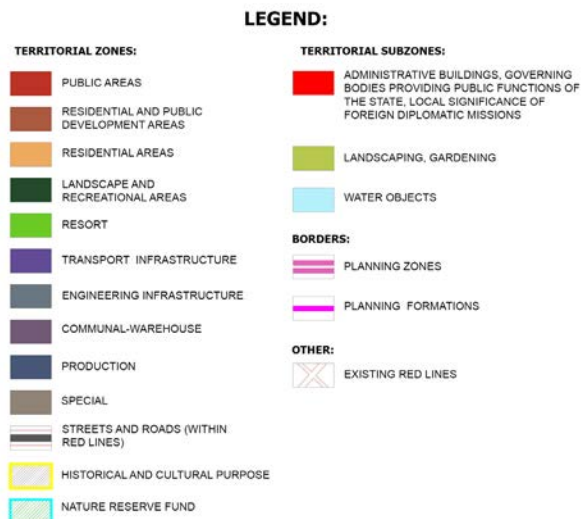 LEGEND:
TERRITORIAL ZONES:
PUBLIC AREAS
RESIDENTIAL AND PUBLIC
DEVELOPMENT AREAS
RESIDENTIAL AREAS
LANDSCAPE AND
RECREATIONAL AREAS
RESORT
TRANSPORT INFRASTRUCTURE
ENGINEERING INFRASTRUCTURE
COMMUNAL-WAREHOUSE
PRODUCTION
SPECIAL
STREETS AND ROADS (WITHIN
RED LINES)
HISTORICAL AND CULTURAL PURPOSE
NATURE RESERVE FUND
TERRITORIAL SUBZONES:
ADMINISTRATIVE BUILDINGS, GOVERNING
BODIES PROVIDING PUBLIC FUNCTIONS OF
THE STATE, LOCAL SIGNIFICANCE OF
FOREIGN DIPLOMATIC MISSIONS
LANDSCAPING, GARDENING
WATER OBJECTS
BORDERS:
PLANNING ZONES
PLANNING FORMATIONS
OTHER:
EXISTING RED LINES